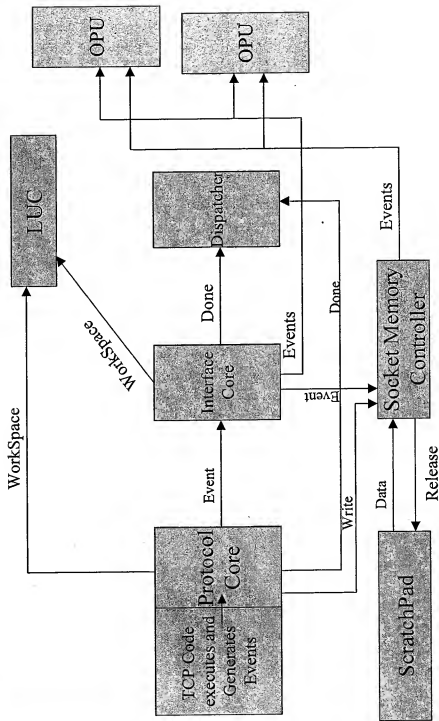 OPU
OPU
LUC
WorkSpace
WorkSpace
Dispatcher
Done
Interface
Core
Events
Event
Event
Done
Protocol
Core
TCP Code
executes and
Generates
Events
Write
Socket Memory
Controller
Events
Data
Release
ScratchPad